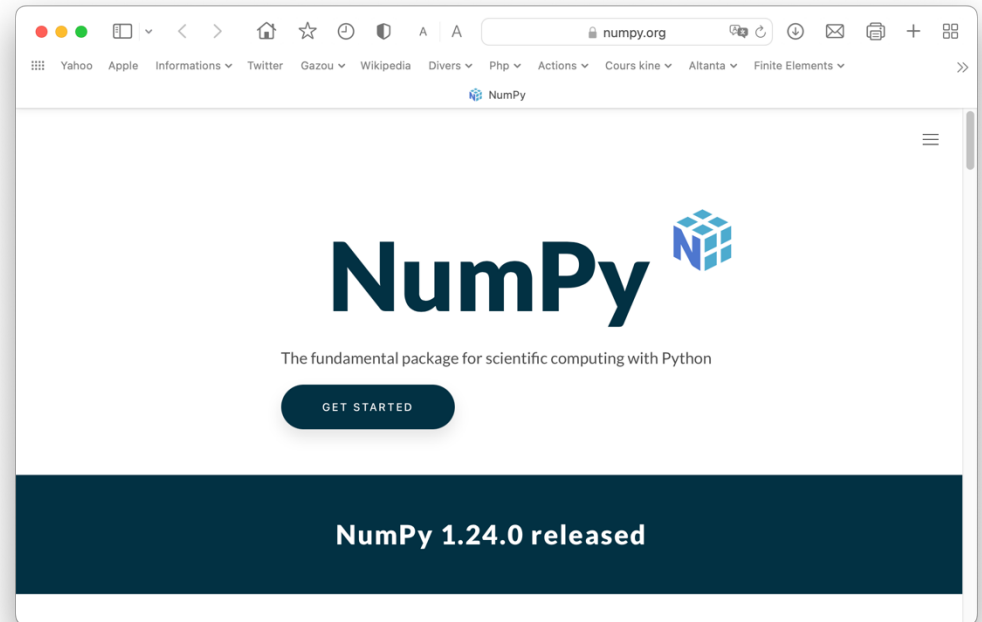 A A numpy.org
Yahoo Apple Informations Twitter Gazou Wikipedia Divers Php Actions Cours kine Altanta Finite Elements
NumPy
NumPy
The fundamental package for scientific computing with Python
GET STARTED
NumPy 1.24.0 released